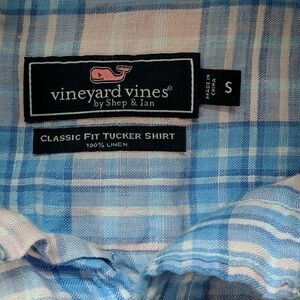 vineyard vines®
by Shep & Ian
MADE IN
CHINA
S
CLASSIC FIT TUCKER SHIRT
100% LINEN